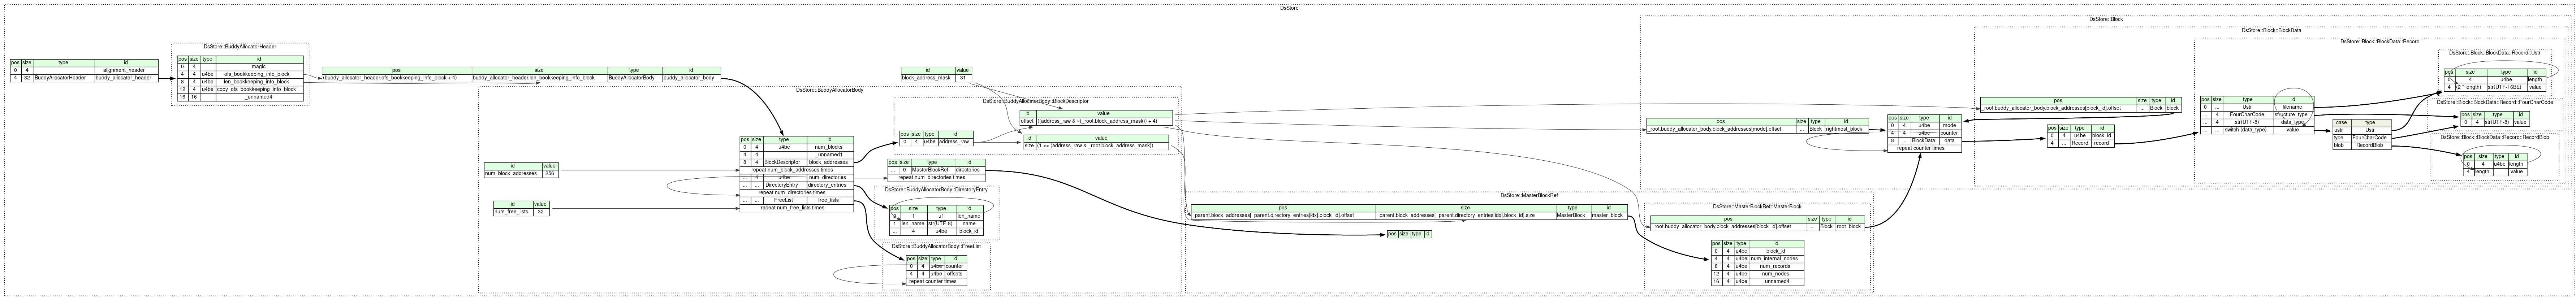 DsStore
pos size type id
0 4 alignment_header
4 32 BuddyAllocatorHeader buddy_allocator_header
DsStore::BuddyAllocatorHeader
pos size type id
0 4 magic
4 4 u4be ofs_bookkeeping_info_block
8 4 u4be len_bookkeeping_info_block
12 4 u4be copy_ofs_bookkeeping_info_block
16 16 _unnamed4
pos size type id
(buddy_allocator_header.ofs_bookkeeping_info_block + 4) buddy_allocator_header.len_bookkeeping_info_block BuddyAllocatorBody buddy_allocator_body
id value
block_address_mask 31
DsStore::BuddyAllocatorBody
id value
num_block_addresses 256
id value
num_free_lists 32
pos size type id
0 4 u4be num_blocks
4 4 _unnamed1
8 4 BlockDescriptor block_addresses
repeat num_block_addresses times
... 4 u4be num_directories
... ... DirectoryEntry directory_entries
repeat num_directories times
... ... FreeList free_lists
repeat num_free_lists times
DsStore::BuddyAllocatorBody::BlockDescriptor
pos size type id
0 4 u4be address_raw
id value
offset ((address_raw & ~(_root.block_address_mask)) + 4)
id value
size (1 << (address_raw & _root.block_address_mask))
pos size type id
... 0 MasterBlockRef directories
repeat num_directories times
DsStore::BuddyAllocatorBody::DirectoryEntry
pos size type id
0 1 u1 len_name
1 len_name str(UTF-8) name
... 4 u4be block_id
DsStore::BuddyAllocatorBody::FreeList
pos size type id
0 4 u4be counter
4 4 u4be offsets
repeat counter times
DsStore::MasterBlockRef
pos size type id
_parent.block_addresses[_parent.directory_entries[idx].block_id].offset _parent.block_addresses[_parent.directory_entries[idx].block_id].size MasterBlock master_block
pos size type id
DsStore::MasterBlockRef::MasterBlock
pos size type id
_root.buddy_allocator_body.block_addresses[block_id].offset ... Block root_block
pos size type id
0 4 u4be block_id
4 4 u4be num_internal_nodes
8 4 u4be num_records
12 4 u4be num_nodes
16 4 u4be _unnamed4
DsStore::Block
pos size type id
_root.buddy_allocator_body.block_addresses[mode].offset ... Block rightmost_block
pos size type id
0 4 u4be mode
4 4 u4be counter
8 ... BlockData data
repeat counter times
DsStore::Block::BlockData
pos size type id
_root.buddy_allocator_body.block_addresses[block_id].offset ... Block block
pos size type id
0 4 u4be block_id
4 ... Record record
DsStore::Block::BlockData::Record
pos size type id
0 ... Ustr filename
... 4 FourCharCode structure_type
... 4 str(UTF-8) data_type
... ... switch (data_type) value
case type
ustr Ustr
type FourCharCode
blob RecordBlob
DsStore::Block::BlockData::Record::Ustr
pos size type id
0 4 u4be length
4 (2 * length) str(UTF-16BE) value
DsStore::Block::BlockData::Record::FourCharCode
pos size type id
0 4 str(UTF-8) value
DsStore::Block::BlockData::Record::RecordBlob
pos size type id
0 4 u4be length
4 length value